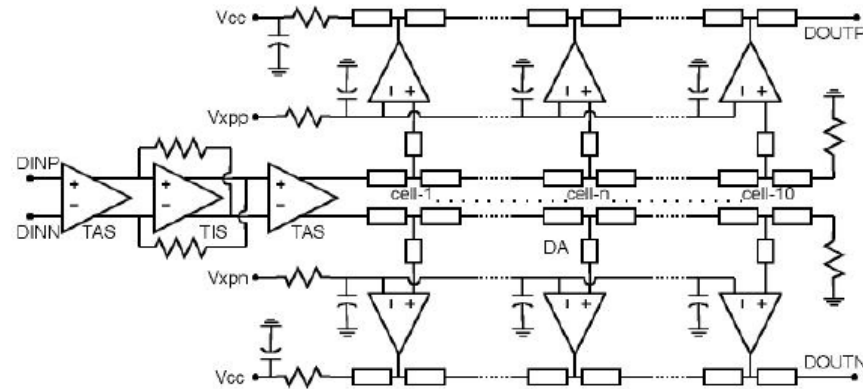 Vcc
DOUTP
− +
− +
− +
Vxpp
DINP
+
+
+
cell-1
cell-n
cell-10
−
−
−
DINN
TAS
TIS
TAS
DA
Vxpn
− +
− +
− +
Vcc
DOUTN